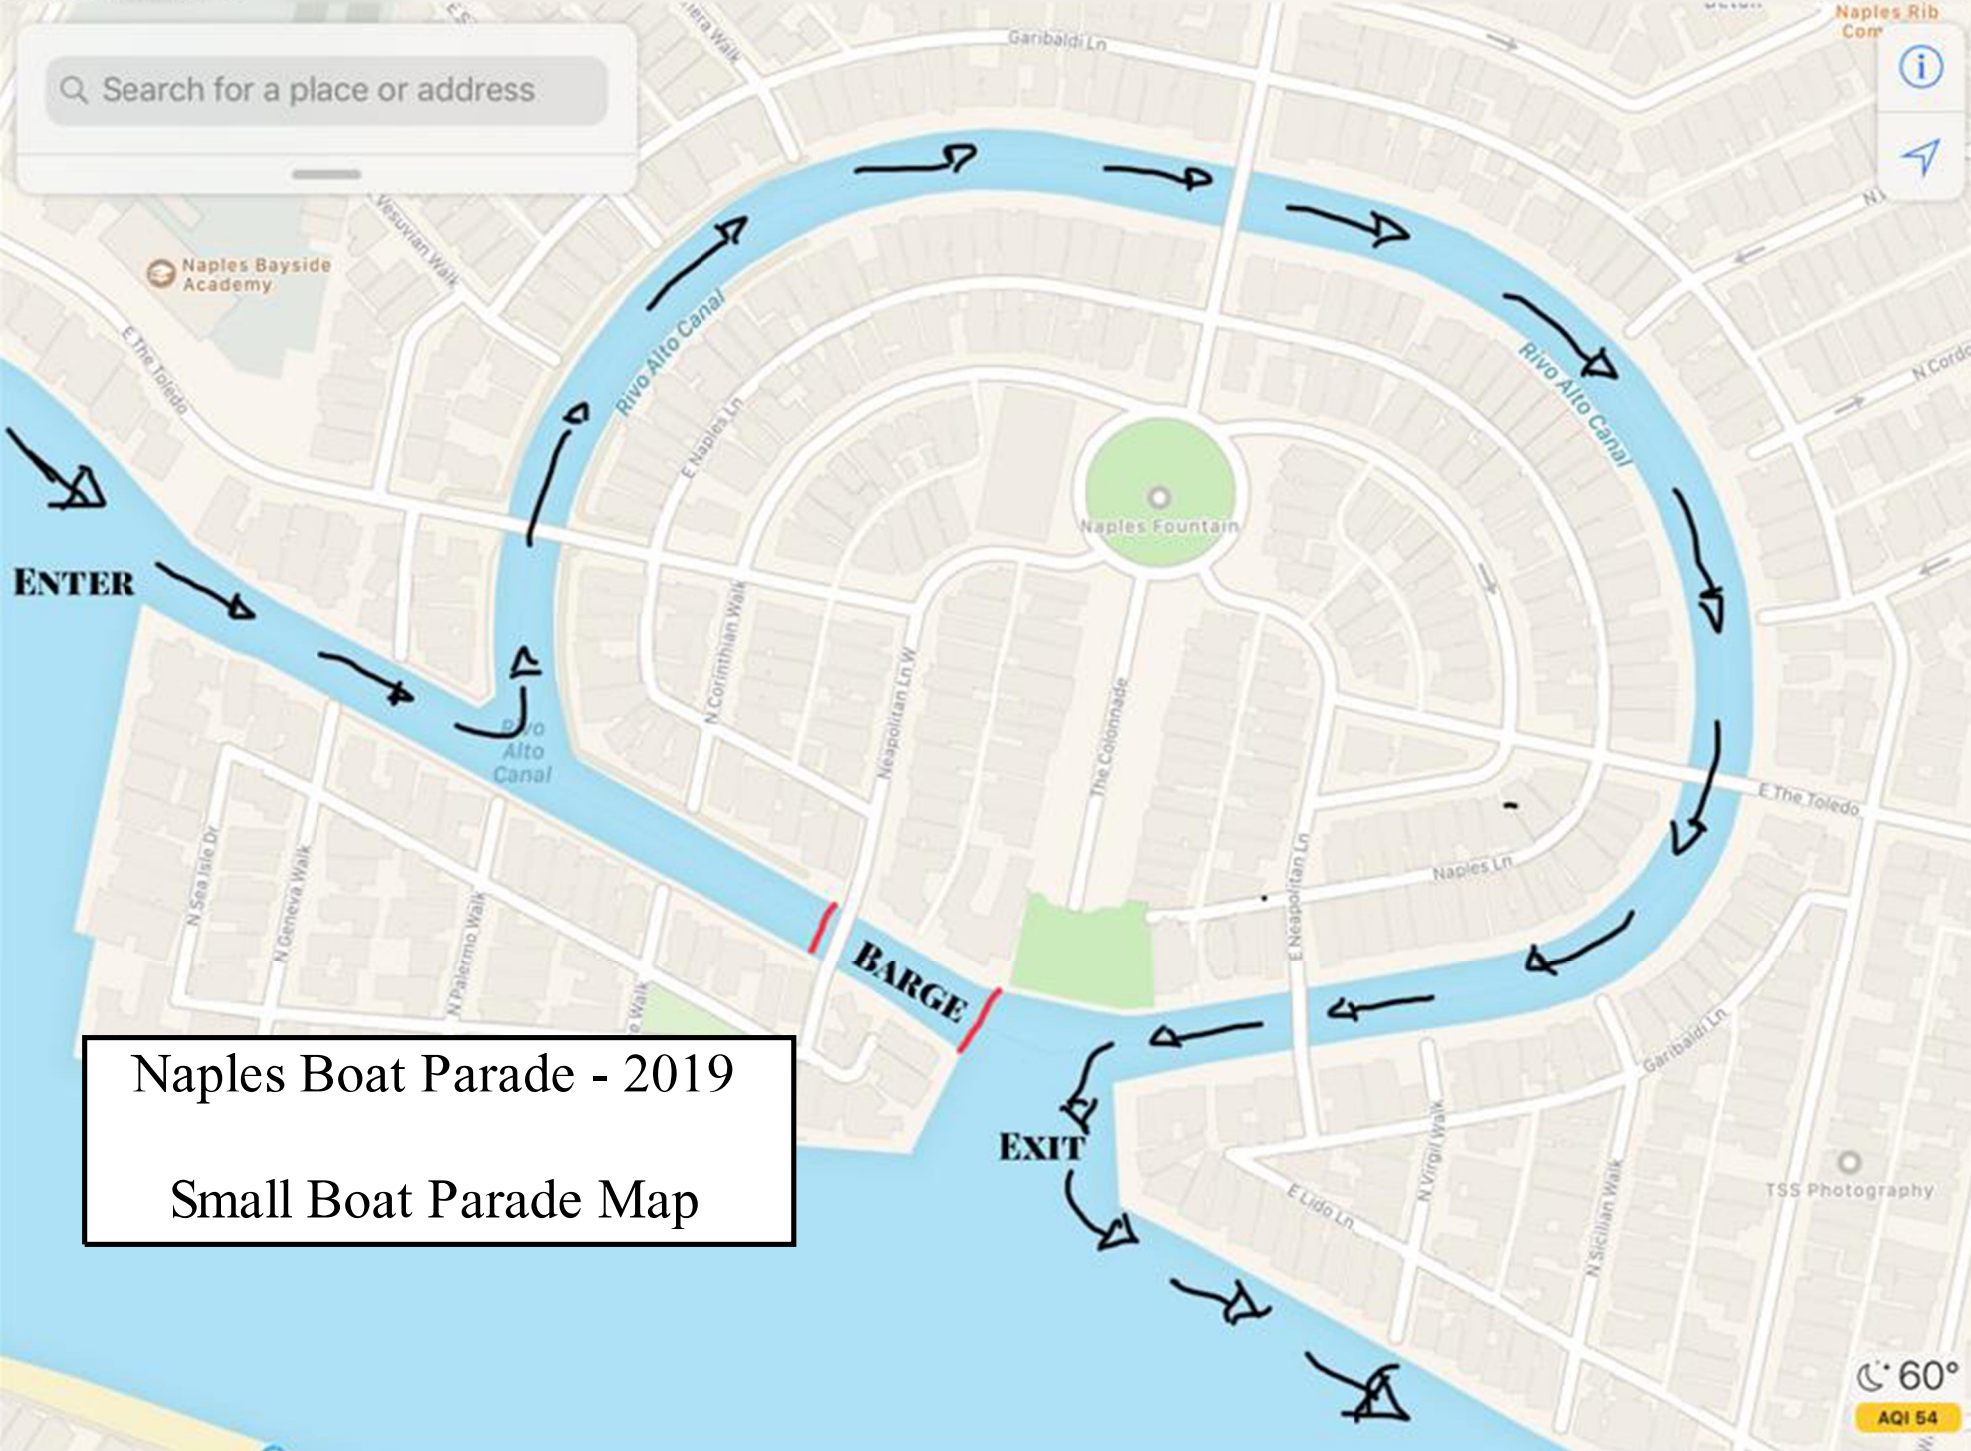 Naples Rib
Search for a place or address
Garibaldi Ln
Vesuvian Walk
Naples Bayside
Academy
E The Toledo
Rivo Alto Canal
Rivo Alto Canal
E Naples Ln
Naples Fountain
ENTER
N Corinthian Walk
Neapolitan Ln W
The Colonnade
Rivo
Alto
Canal
E The Toledo
N Sea Isle Dr
N Geneva Walk
N Palermo Walk
Walk
Naples Ln
E Neapolitan Ln
BARGE
Garibaldi Ln
Naples Boat Parade - 2019
Small Boat Parade Map
EXIT
N Virgil Walk
N Sicilian Walk
E Lido Ln
TSS Photography
60°
AQI 54